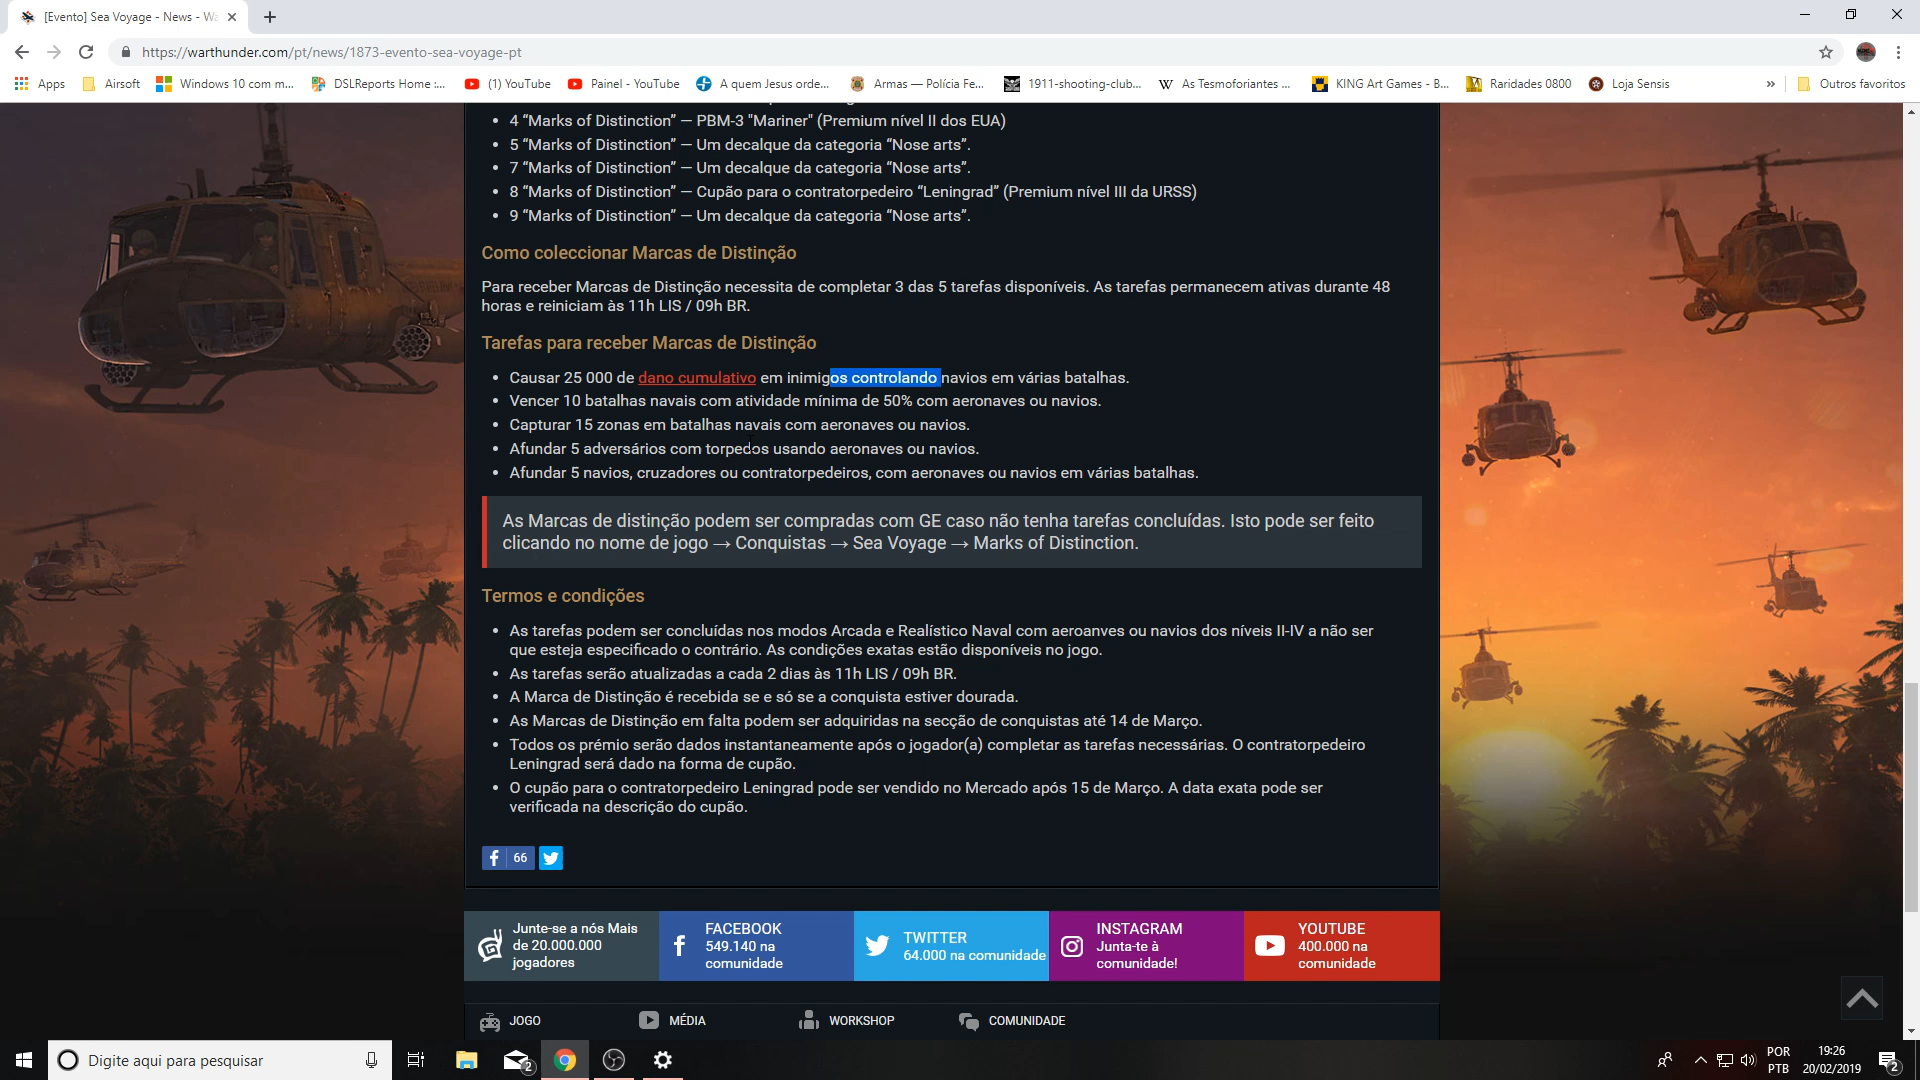 [Evento] Sea Voyage - News - Wa
https://warthunder.com/pt/news/1873-evento-sea-voyage-pt
Apps
Airsoft
Windows 10 com m...
DSLReports Home :...
(1) YouTube
Painel - YouTube
A quem Jesus orde...
Armas — Polícia Fe...
1911-shooting-club...
As Tesmoforiantes ...
KING Art Games - B...
Raridades 0800
Loja Sensis
»
Outros favoritos
• 4 “Marks of Distinction” — PBM-3 "Mariner" (Premium nível II dos EUA)
• 5 “Marks of Distinction” — Um decalque da categoria “Nose arts”.
• 7 “Marks of Distinction” — Um decalque da categoria “Nose arts”.
• 8 “Marks of Distinction” — Cupão para o contratorpedeiro “Leningrad” (Premium nível III da URSS)
• 9 “Marks of Distinction” — Um decalque da categoria “Nose arts”.
Como coleccionar Marcas de Distinção
Para receber Marcas de Distinção necessita de completar 3 das 5 tarefas disponíveis. As tarefas permanecem ativas durante 48
horas e reiniciam às 11h LIS / 09h BR.
Tarefas para receber Marcas de Distinção
• Causar 25 000 de dano cumulativo em inimigos controlando navios em várias batalhas.
• Vencer 10 batalhas navais com atividade mínima de 50% com aeronaves ou navios.
• Capturar 15 zonas em batalhas navais com aeronaves ou navios.
• Afundar 5 adversários com torpedos usando aeronaves ou navios.
• Afundar 5 navios, cruzadores ou contratorpedeiros, com aeronaves ou navios em várias batalhas.
As Marcas de distinção podem ser compradas com GE caso não tenha tarefas concluídas. Isto pode ser feito
clicando no nome de jogo → Conquistas → Sea Voyage → Marks of Distinction.
Termos e condições
• As tarefas podem ser concluídas nos modos Arcada e Realístico Naval com aeroanves ou navios dos níveis II-IV a não ser
que esteja especificado o contrário. As condições exatas estão disponíveis no jogo.
• As tarefas serão atualizadas a cada 2 dias às 11h LIS / 09h BR.
• A Marca de Distinção é recebida se e só se a conquista estiver dourada.
• As Marcas de Distinção em falta podem ser adquiridas na secção de conquistas até 14 de Março.
• Todos os prémio serão dados instantaneamente após o jogador(a) completar as tarefas necessárias. O contratorpedeiro
Leningrad será dado na forma de cupão.
• O cupão para o contratorpedeiro Leningrad pode ser vendido no Mercado após 15 de Março. A data exata pode ser
verificada na descrição do cupão.
66
Junte-se a nós Mais
de 20.000.000
jogadores
FACEBOOK
549.140 na
comunidade
TWITTER
64.000 na comunidade
INSTAGRAM
Junta-te à
comunidade!
YOUTUBE
400.000 na
comunidade
JOGO
MÉDIA
WORKSHOP
COMUNIDADE
Digite aqui para pesquisar
2
POR
PTB
19:26
20/02/2019
2